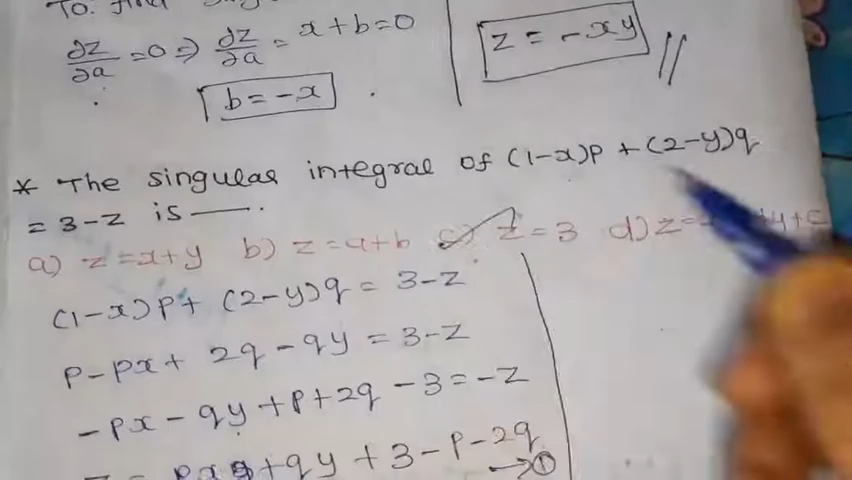 To: find
∂z/∂a = 0 ⇒ ∂z/∂a = x + b = 0
b = -x
z = -xy //
* The singular integral of (1-x)p + (2-y)q
= 3-z is ——.
a) z = x+y b) z = a+b c) z = 3 d) z = y+c
(1-x)p + (2-y)q = 3-z
p - px + 2q - qy = 3-z
-px - qy + p + 2q - 3 = -z
z = px + qy + 3 - p - 2q → ①